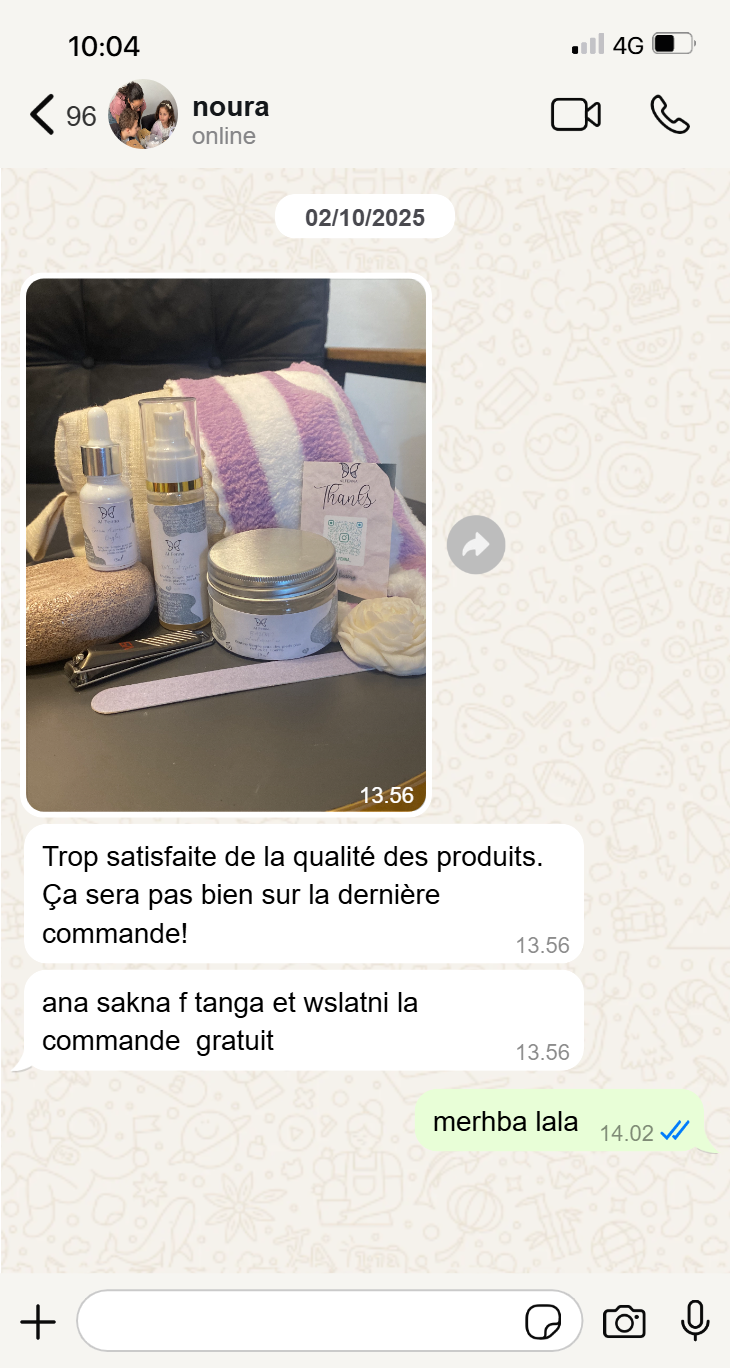 10:04
4G
96
noura
online
02/10/2025
Thanks
13.56
Trop satisfaite de la qualité des produits.
Ça sera pas bien sur la dernière
commande!
13.56
ana sakna f tanga et wslatni la
commande  gratuit
13.56
merhba lala
14.02